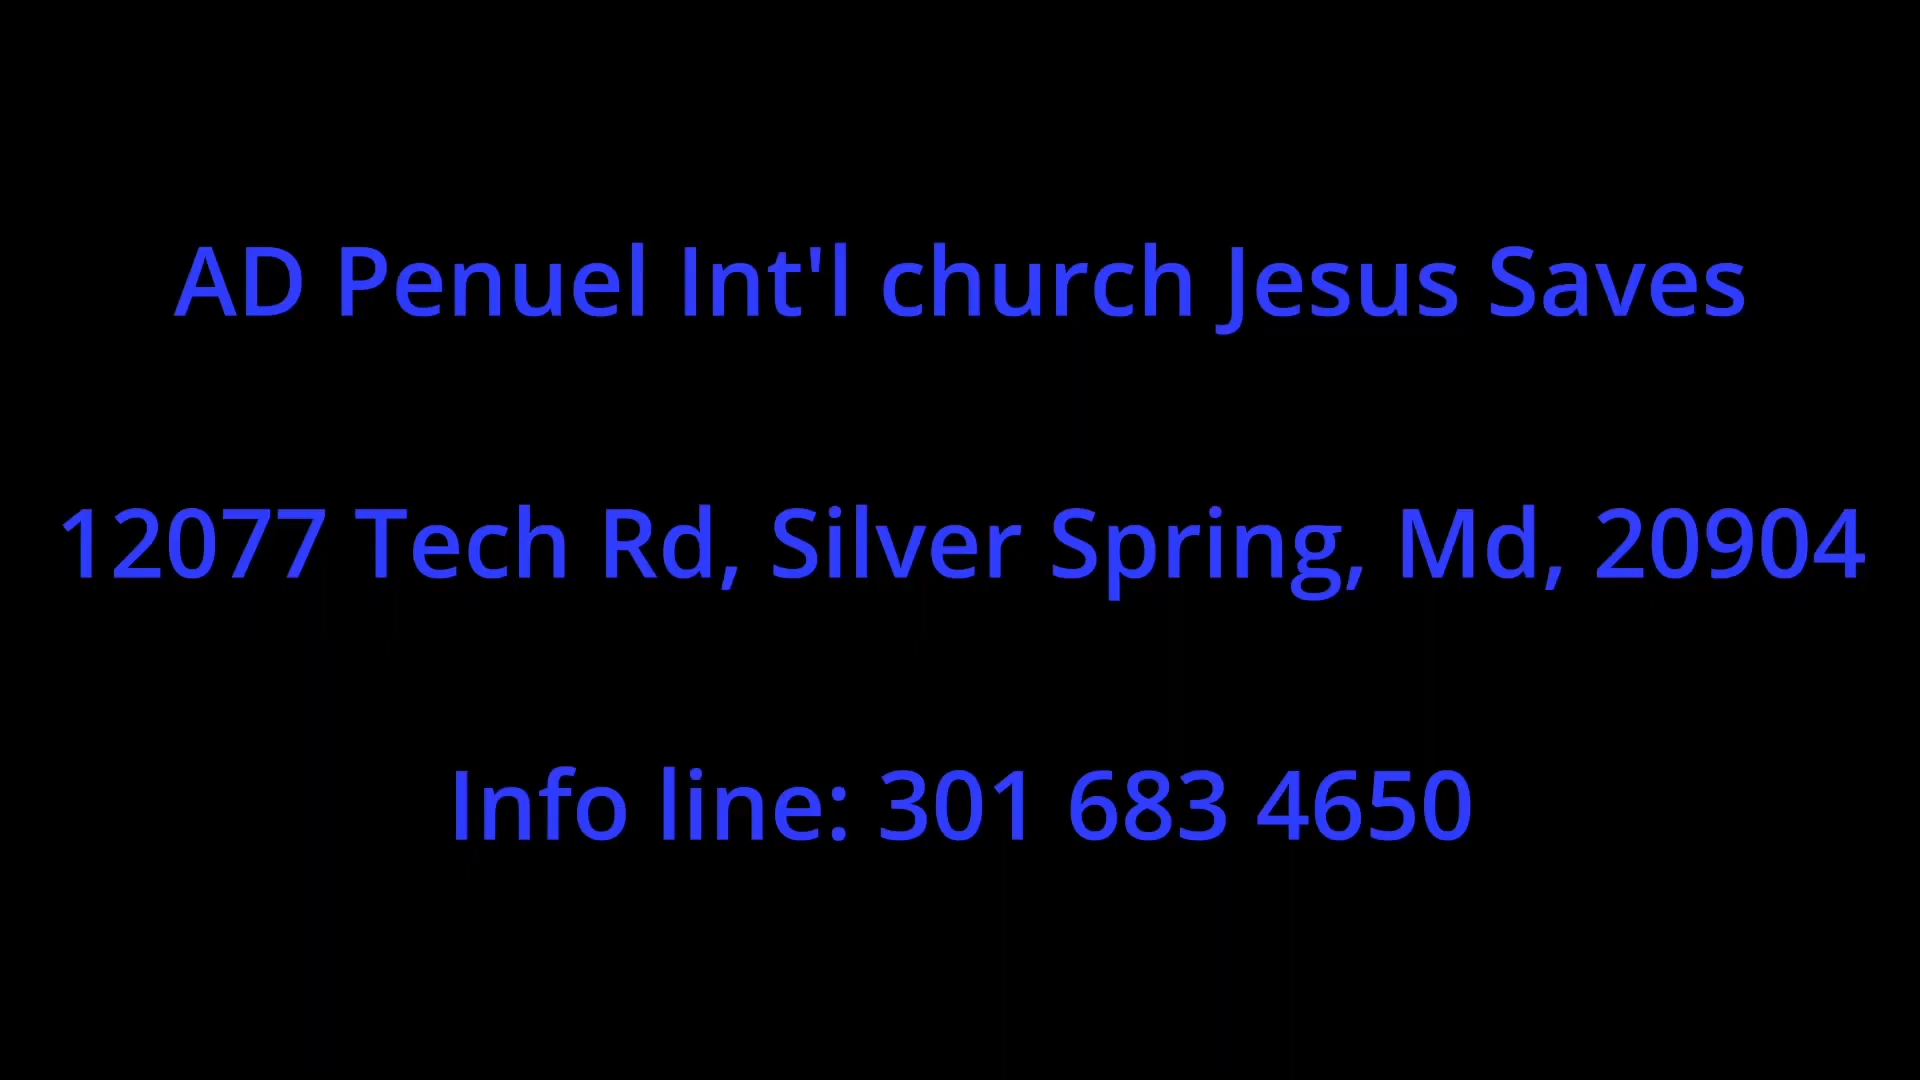 AD Penuel Int'l church Jesus Saves
12077 Tech Rd, Silver Spring, Md, 20904
Info line: 301 683 4650